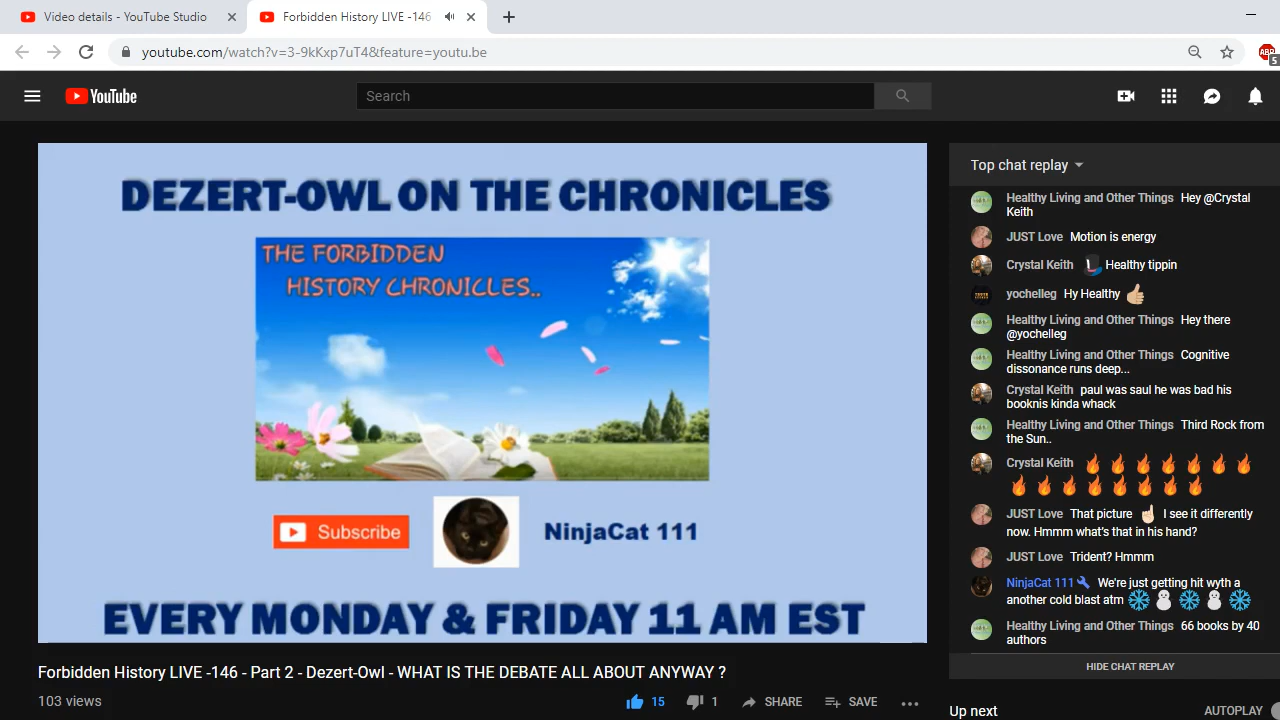 Video details - YouTube Studio
Forbidden History LIVE -146
youtube.com/watch?v=3-9kKxp7uT4&feature=youtu.be
ABP
5
YouTube
Search
DEZERT-OWL ON THE CHRONICLES
THE FORBIDDEN
HISTORY CHRONICLES..
Subscribe
NinjaCat 111
EVERY MONDAY & FRIDAY 11 AM EST
Forbidden History LIVE -146 - Part 2 - Dezert-Owl - WHAT IS THE DEBATE ALL ABOUT ANYWAY ?
103 views
15
1
SHARE
SAVE
Top chat replay
Healthy Living and Other Things Hey @Crystal
Keith
JUST Love Motion is energy
Crystal Keith Healthy tippin
yochelleg Hy Healthy
Healthy Living and Other Things Hey there
@yochelleg
Healthy Living and Other Things Cognitive
dissonance runs deep...
Crystal Keith paul was saul he was bad his
booknis kinda whack
Healthy Living and Other Things Third Rock from
the Sun..
Crystal Keith 🔥🔥🔥🔥🔥🔥🔥
🔥🔥🔥🔥🔥🔥🔥🔥
JUST Love That picture ☝🏻 I see it differently
now. Hmmm what's that in his hand?
JUST Love Trident? Hmmm
NinjaCat 111 We're just getting hit wyth a
another cold blast atm ❄⛄❄⛄❄
Healthy Living and Other Things 66 books by 40
authors
HIDE CHAT REPLAY
Up next
AUTOPLAY